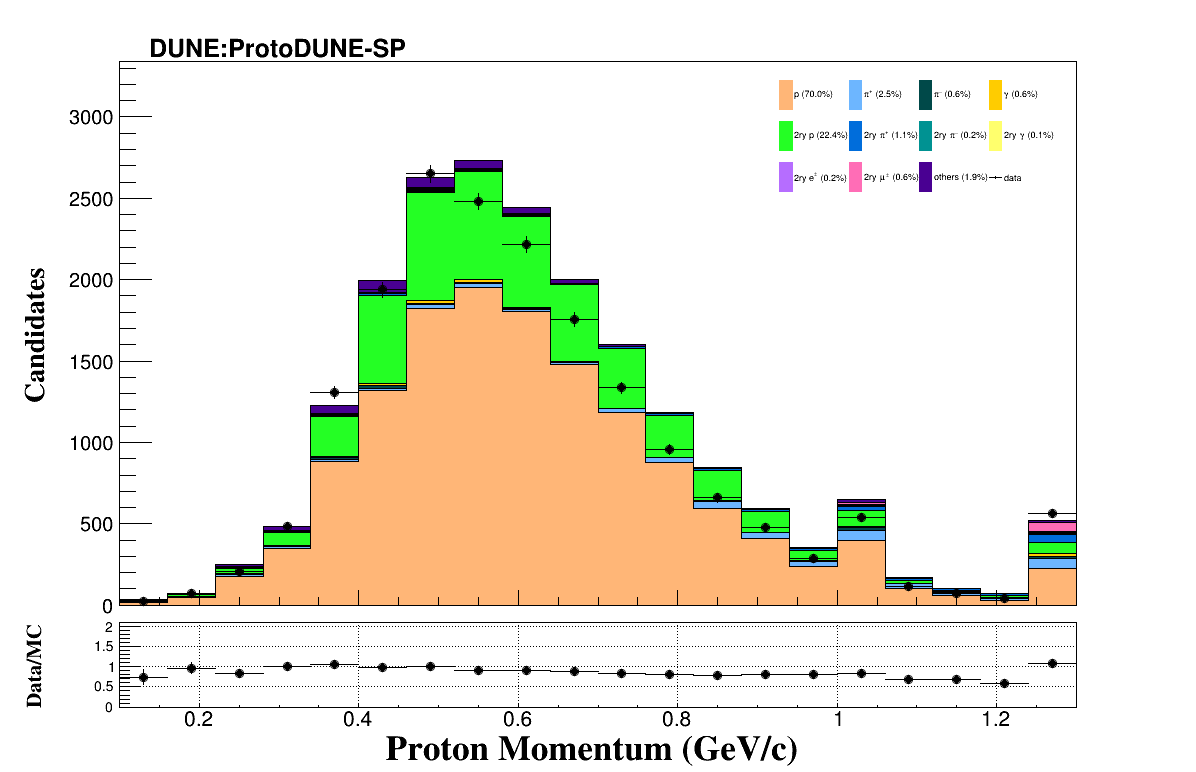 DUNE:ProtoDUNE-SP
p (70.0%) π⁺ (2.5%) π⁻ (0.6%) γ (0.6%)
2ry p (22.4%) 2ry π⁺ (1.1%) 2ry π⁻ (0.2%) 2ry γ (0.1%)
2ry e± (0.2%) 2ry μ± (0.6%) others (1.9%) data
Candidates
3000
2500
2000
1500
1000
500
0
Data/MC
2
1.5
1
0.5
0
0.2 0.4 0.6 0.8 1 1.2
Proton Momentum (GeV/c)